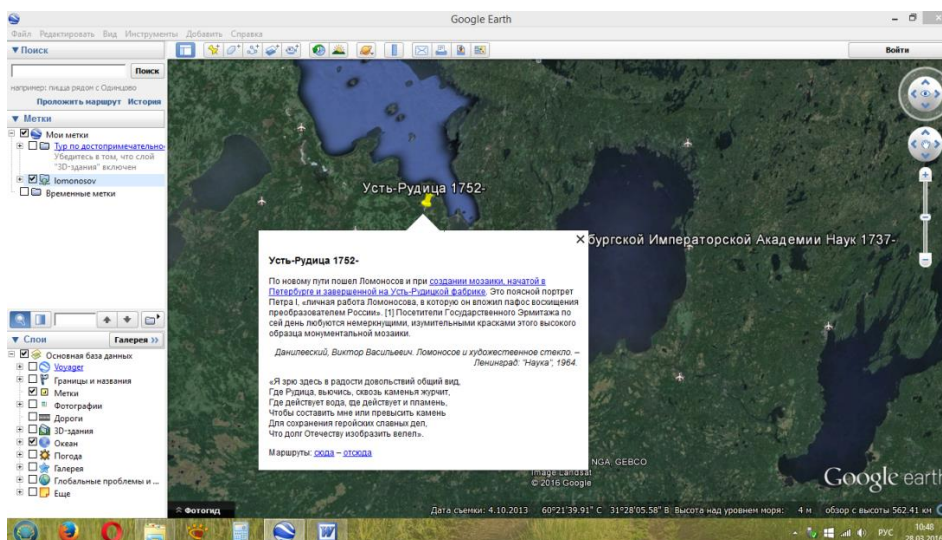 Google Earth
Файл Редактировать Вид Инструменты Добавить Справка
Поиск
Войти
Поиск
например: пицца рядом с Одинцово
Проложить маршрут История
Метки
Мои метки
Тур по достопримечательно
Убедитесь в том, что слой
"3D-здания" включен
lomonosov
Временные метки
Слои
Галерея >>
Основная база данных
Voyager
Границы и названия
Метки
Фотографии
Дороги
3D-здания
Океан
Погода
Галерея
Глобальные проблемы и ...
Еще
Усть-Рудица 1752-
бургской Императорской Академии Наук 1737-
Усть-Рудица 1752-
По новому пути пошел Ломоносов и при создании мозаики, начатой в
Петербурге и завершенной на Усть-Рудицкой фабрике. Это поясной портрет
Петра I, «личная работа Ломоносова, в которую он вложил пафос восхищения
преобразователем России». [1] Посетители Государственного Эрмитажа по
сей день любуются немеркнущими, изумительными красками этого высокого
образца монументальной мозаики.
Данилевский, Виктор Васильевич. Ломоносов и художественное стекло. –
Ленинград: "Наука", 1964.
«Я зрю здесь в радости довольствий общий вид,
Где Рудица, вьючись, сквозь каменья журчит,
Где действует вода, где действует и пламень,
Чтобы составить мне или превысить камень
Для сохранения геройских славных дел,
Что долг Отечеству изобразить велел».
Маршруты: сюда – отсюда
NGA, GEBCO
Image Landsat
© 2016 Google
Google earth
Фотогид
Дата съемки: 4.10.2013 60°21'39.91" С 31°28'05.58" В Высота над уровнем моря: 4 м обзор с высоты 562.41 км
РУС
10:48
28.03.2016